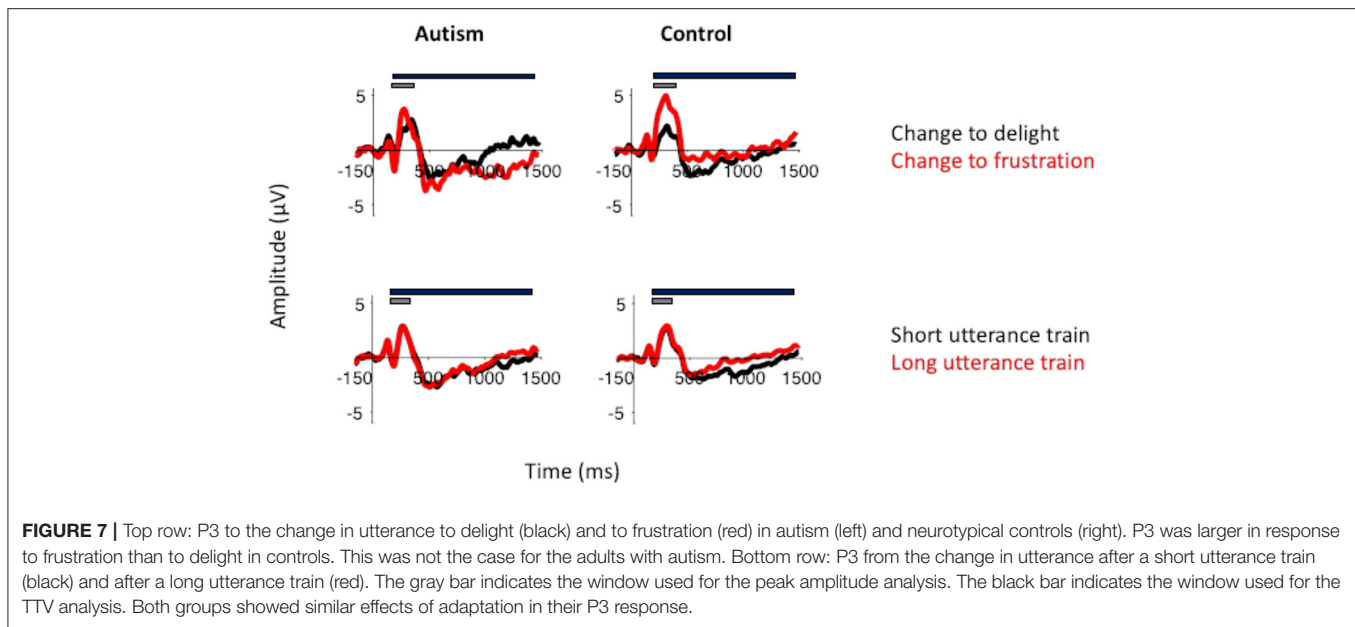 Autism Control
5 5
Change to delight
Change to frustration
-150 500 1000 1500 -150 500 1000 1500
-5 -5
Amplitude (µV)
5 5
Short utterance train
Long utterance train
-150 500 1000 1500 -150 500 1000 1500
-5 -5
Time (ms)
FIGURE 7 | Top row: P3 to the change in utterance to delight (black) and to frustration (red) in autism (left) and neurotypical controls (right). P3 was larger in response
to frustration than to delight in controls. This was not the case for the adults with autism. Bottom row: P3 from the change in utterance after a short utterance train
(black) and after a long utterance train (red). The gray bar indicates the window used for the peak amplitude analysis. The black bar indicates the window used for the
TTV analysis. Both groups showed similar effects of adaptation in their P3 response.